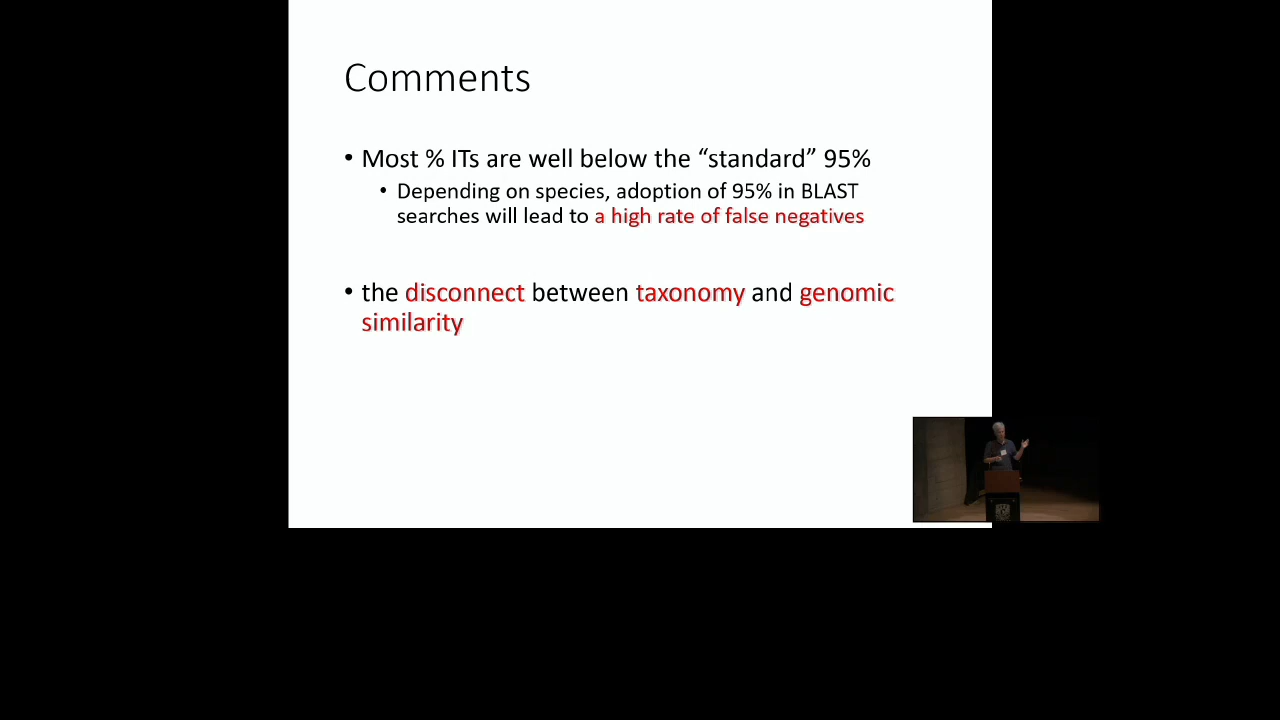 Comments
• Most % ITs are well below the “standard” 95%
• Depending on species, adoption of 95% in BLAST
searches will lead to a high rate of false negatives
• the disconnect between taxonomy and genomic
similarity